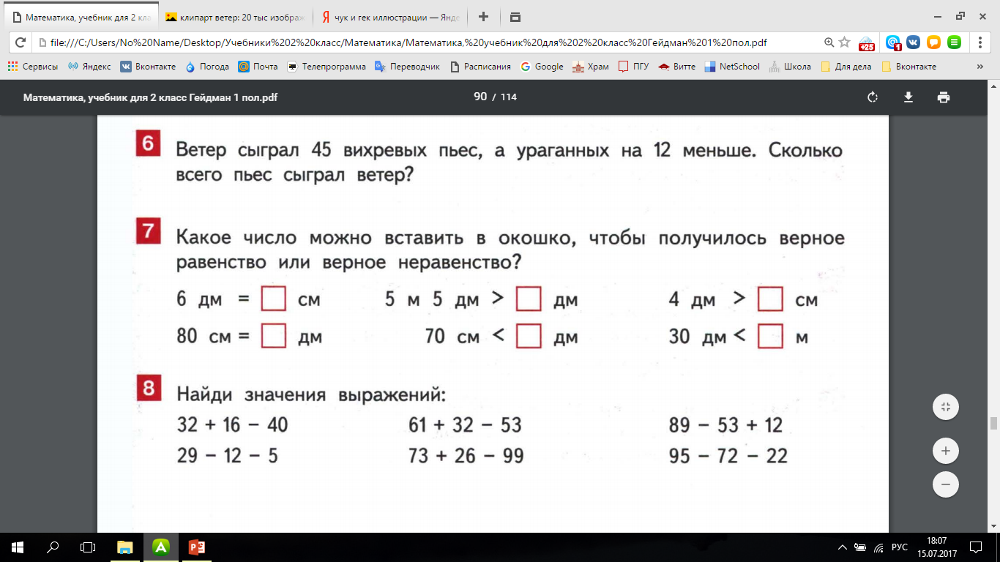 Математика, учебник для 2 кла
клипарт ветер: 20 тыс изображ
чук и гек иллюстрации — Янде
file:///C:/Users/No%20Name/Desktop/Учебники%202%20класс/Математика/Математика,%20учебник%20для%202%20класс%20Гейдман%201%20пол.pdf
+25
1
Сервисы Яндекс Вконтакте Погода Почта Телепрограмма Переводчик Расписания Google Храм ПГУ Витте NetSchool Школа Для дела Вконтакте »
Математика, учебник для 2 класс Гейдман 1 пол.pdf 90 / 114
6 Ветер сыграл 45 вихревых пьес, а ураганных на 12 меньше. Сколько
всего пьес сыграл ветер?
7 Какое число можно вставить в окошко, чтобы получилось верное
равенство или верное неравенство?
6 дм = □ см 5 м 5 дм > □ дм 4 дм > □ см
80 см = □ дм 70 см < □ дм 30 дм < □ м
8 Найди значения выражений:
32 + 16 − 40 61 + 32 − 53 89 − 53 + 12
29 − 12 − 5 73 + 26 − 99 95 − 72 − 22
РУС
18:07
15.07.2017